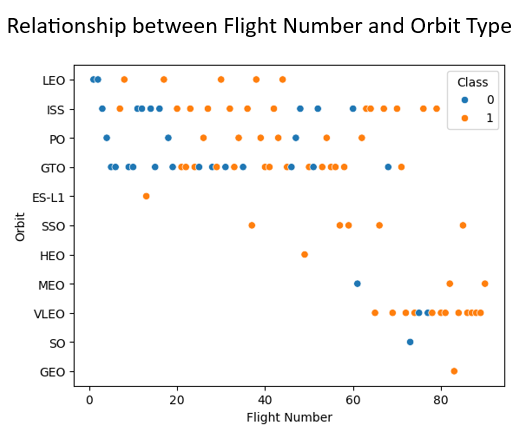 Relationship between Flight Number and Orbit Type
Class
0
1
LEO
ISS
PO
GTO
ES-L1
SSO
HEO
MEO
VLEO
SO
GEO
Orbit
0 20 40 60 80
Flight Number